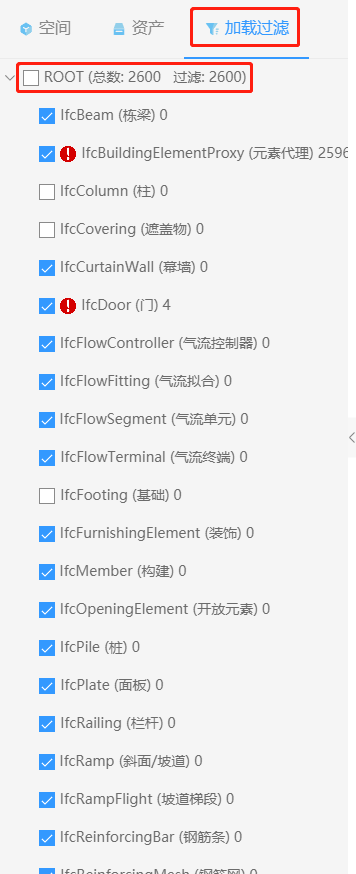 空间 资产 加载过滤
ROOT (总数: 2600 过滤: 2600)
IfcBeam (栋梁) 0
IfcBuildingElementProxy (元素代理) 2596
IfcColumn (柱) 0
IfcCovering (遮盖物) 0
IfcCurtainWall (幕墙) 0
IfcDoor (门) 4
IfcFlowController (气流控制器) 0
IfcFlowFitting (气流拟合) 0
IfcFlowSegment (气流单元) 0
IfcFlowTerminal (气流终端) 0
IfcFooting (基础) 0
IfcFurnishingElement (装饰) 0
IfcMember (构建) 0
IfcOpeningElement (开放元素) 0
IfcPile (桩) 0
IfcPlate (面板) 0
IfcRailing (栏杆) 0
IfcRamp (斜面/坡道) 0
IfcRampFlight (坡道梯段) 0
IfcReinforcingBar (钢筋条) 0
IfcReinforcingMesh (钢筋网) 0